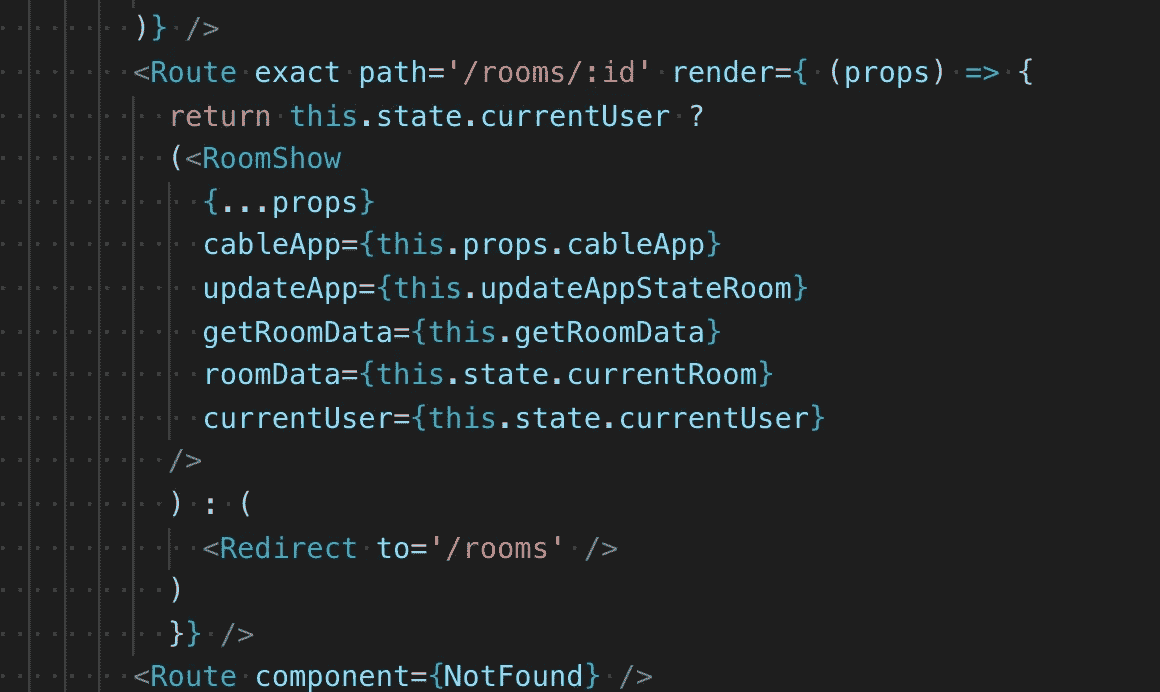 )} />
<Route exact path='/rooms/:id' render={ (props) => {
return this.state.currentUser ?
(<RoomShow
{...props}
cableApp={this.props.cableApp}
updateApp={this.updateAppStateRoom}
getRoomData={this.getRoomData}
roomData={this.state.currentRoom}
currentUser={this.state.currentUser}
/>
) : (
<Redirect to='/rooms' />
)
}} />
<Route component={NotFound} />